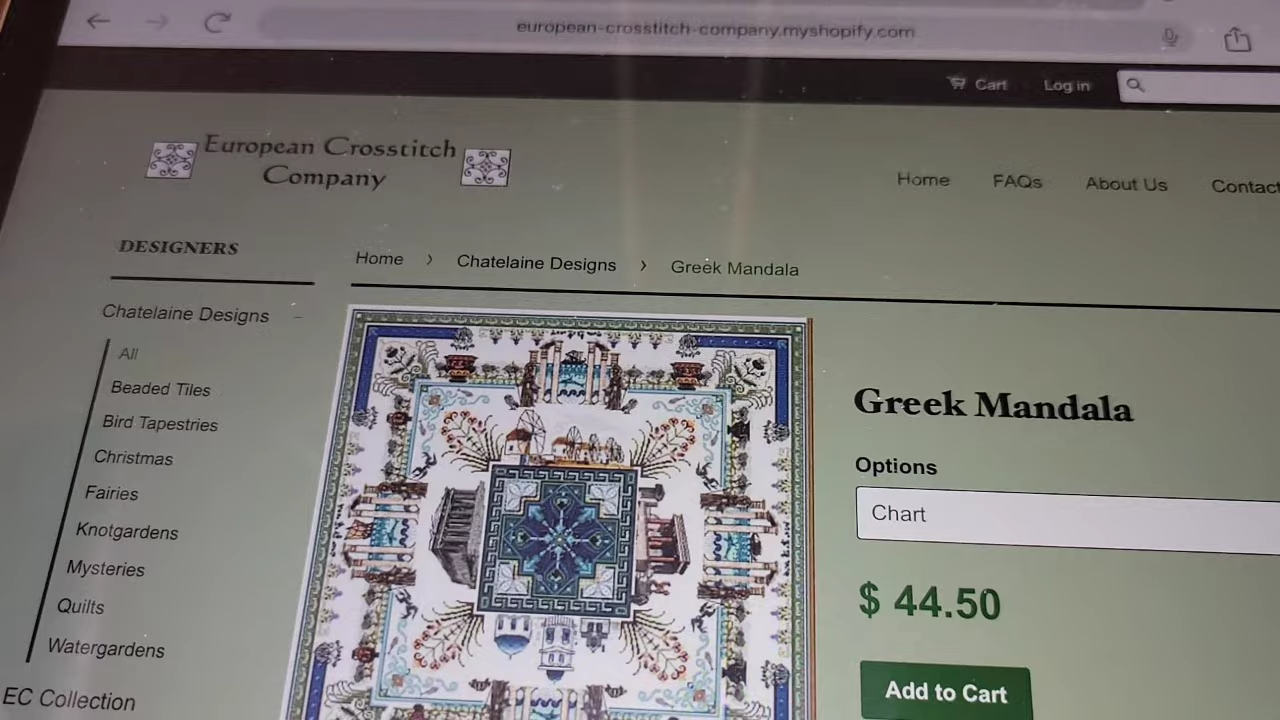 european-crosstitch-company.myshopify.com
Cart Log in
European Crosstitch
Company
Home FAQs About Us Contact
DESIGNERS
Home > Chatelaine Designs > Greek Mandala
Chatelaine Designs –
All
Beaded Tiles
Bird Tapestries
Christmas
Fairies
Knotgardens
Mysteries
Quilts
Watergardens
EC Collection
Greek Mandala
Options
Chart
$ 44.50
Add to Cart